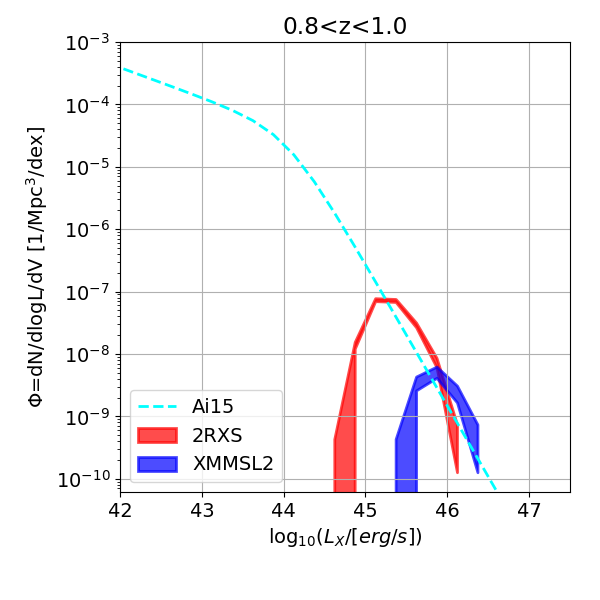 0.8<z<1.0
Φ=dN/dlogL/dV [1/Mpc³/dex]
10⁻³
10⁻⁴
10⁻⁵
10⁻⁶
10⁻⁷
10⁻⁸
10⁻⁹
10⁻¹⁰
Ai15
2RXS
XMMSL2
42 43 44 45 46 47
log₁₀(L_X/[erg/s])